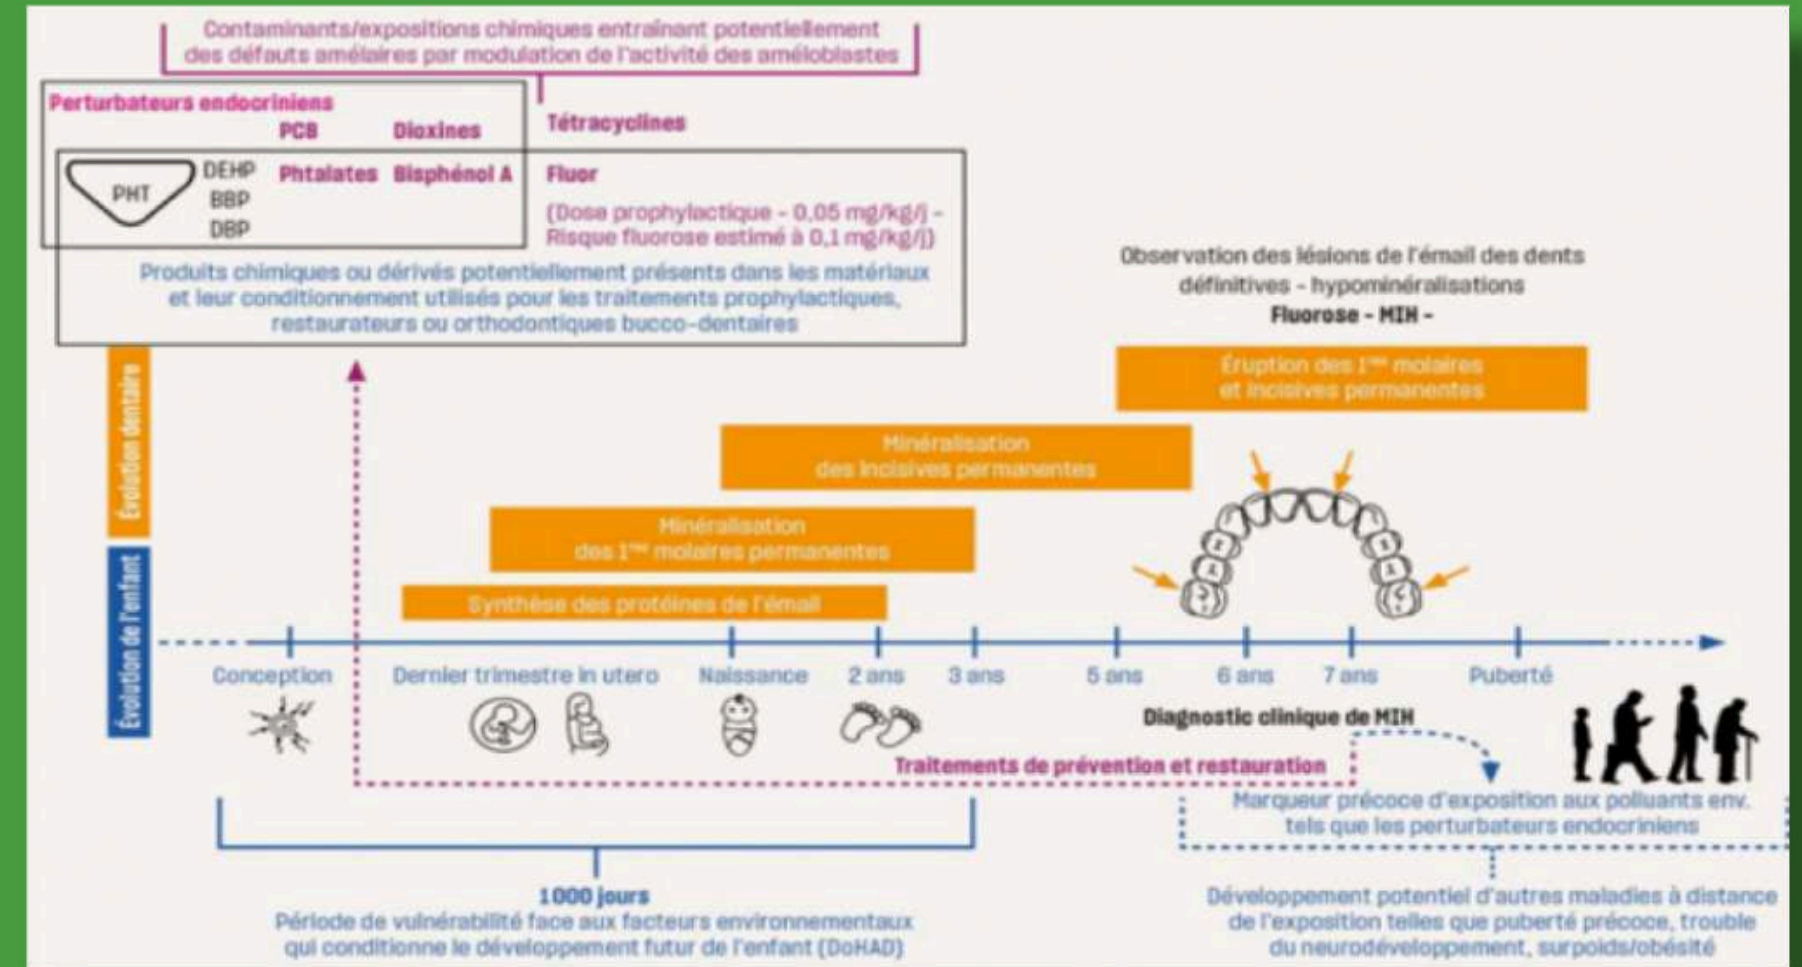 Contaminants/expositions chimiques entraînant potentiellement
des défauts amélaires par modulation de l'activité des améloblastes
Perturbateurs endocriniens
PCB Dioxines
Tétracyclines
PHT
DEHP
BBP
DBP
Phtalates Bisphénol A
Fluor
(Dose prophylactique - 0,05 mg/kg/j -
Risque fluorose estimé à 0,1 mg/kg/j)
Produits chimiques ou dérivés potentiellement présents dans les matériaux
et leur conditionnement utilisés pour les traitements prophylactiques,
restaurateurs ou orthodontiques bucco-dentaires
Observation des lésions de l'émail des dents
définitives - hypominéralisations
Fluorose - MIH -
Évolution dentaire
Éruption des 1res molaires
et incisives permanentes
Minéralisation
des incisives permanentes
Minéralisation
des 1res molaires permanentes
Synthèse des protéines de l'émail
Évolution de l'enfant
Conception
Dernier trimestre in utero
Naissance
2 ans
3 ans
5 ans
6 ans
7 ans
Puberté
Diagnostic clinique de MIH
Traitements de prévention et restauration
Marqueur précoce d'exposition aux polluants env.
tels que les perturbateurs endocriniens
1000 jours
Période de vulnérabilité face aux facteurs environnementaux
qui conditionne le développement futur de l'enfant (DoHAD)
Développement potentiel d'autres maladies à distance
de l'exposition telles que puberté précoce, trouble
du neurodéveloppement, surpoids/obésité